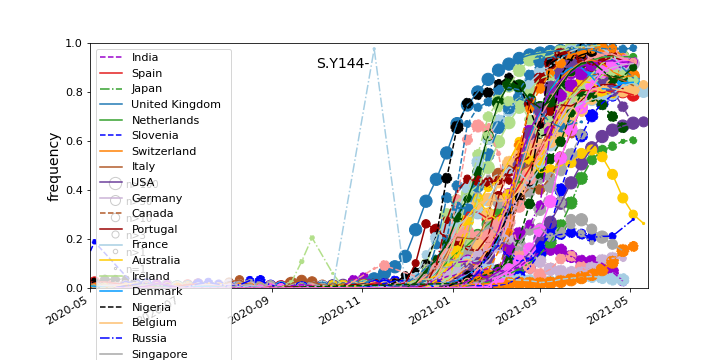 S.Y144-
frequency
1.0
0.8
0.6
0.4
0.2
0.0
2020-05
2020-09
2020-11
2021-01
2021-03
2021-05
India
Spain
Japan
United Kingdom
Netherlands
Slovenia
Switzerland
Italy
USA
Germany
Canada
Portugal
France
Australia
Ireland
Denmark
Nigeria
Belgium
Russia
Singapore